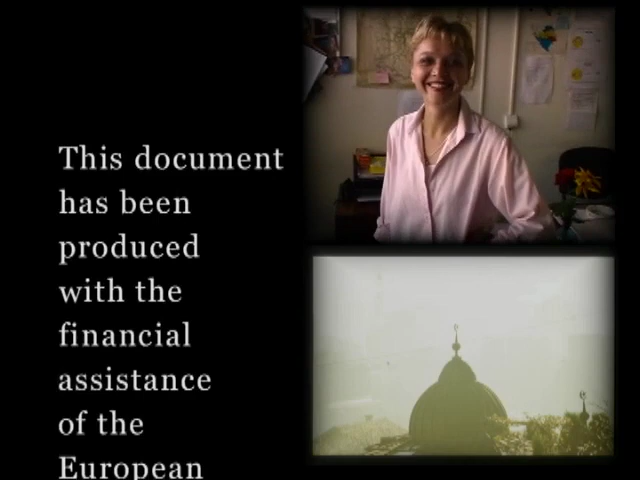 This document
has been
produced
with the
financial
assistance
of the
European